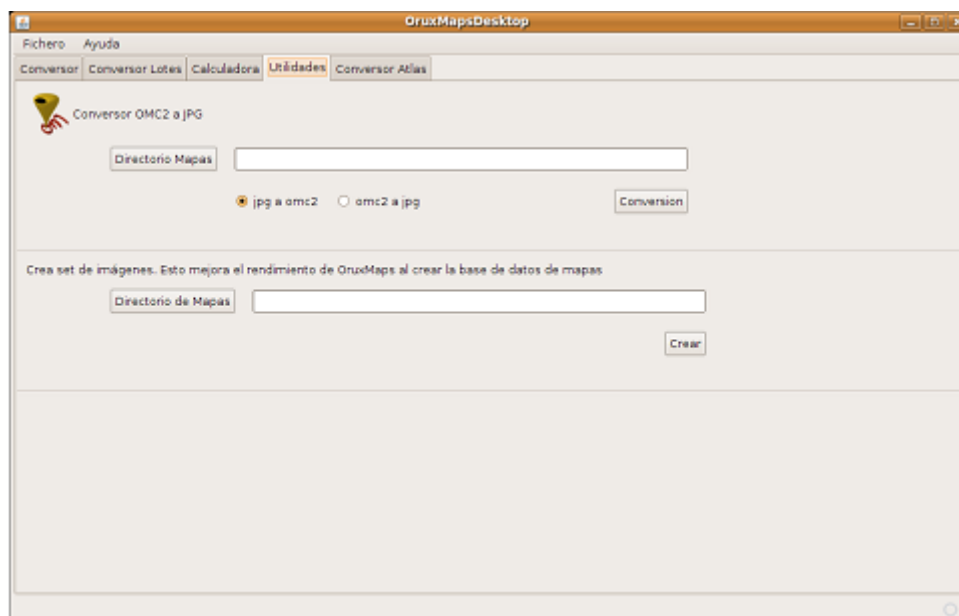 OruxMapsDesktop
Fichero Ayuda
Conversor Conversor Lotes Calculadora Utilidades Conversor Atlas
Conversor OMC2 a JPG
Directorio Mapas
jpg a omc2 omc2 a jpg Conversion
Crea set de imágenes. Esto mejora el rendimiento de OruxMaps al crear la base de datos de mapas
Directorio de Mapas
Crear